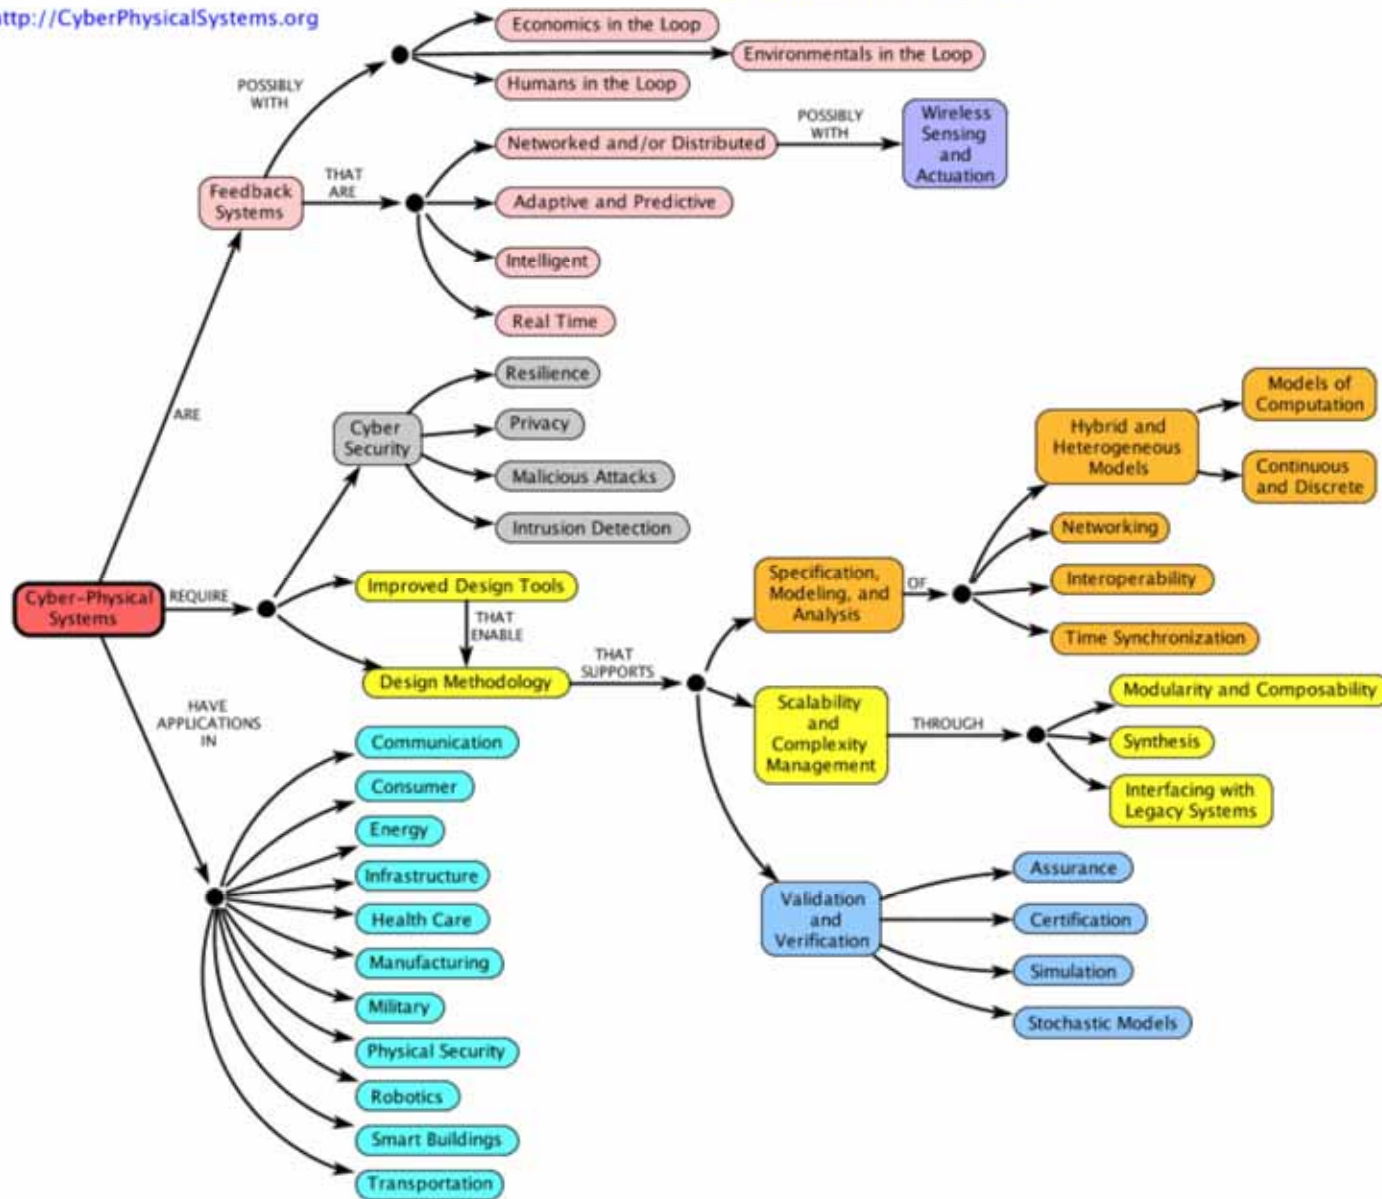 http://CyberPhysicalSystems.org
Economics in the Loop
Environmentals in the Loop
Humans in the Loop
POSSIBLY
WITH
Networked and/or Distributed
POSSIBLY
WITH
Wireless
Sensing
and
Actuation
Feedback
Systems
THAT
ARE
Adaptive and Predictive
Intelligent
Real Time
ARE
Cyber
Security
Resilience
Privacy
Malicious Attacks
Intrusion Detection
Cyber-Physical
Systems
REQUIRE
Improved Design Tools
THAT
ENABLE
Design Methodology
THAT
SUPPORTS
Specification,
Modeling, and
Analysis
OF
Hybrid and
Heterogeneous
Models
Models of
Computation
Continuous
and Discrete
Networking
Interoperability
Time Synchronization
Scalability
and
Complexity
Management
THROUGH
Modularity and Composability
Synthesis
Interfacing with
Legacy Systems
Validation
and
Verification
Assurance
Certification
Simulation
Stochastic Models
HAVE
APPLICATIONS
IN
Communication
Consumer
Energy
Infrastructure
Health Care
Manufacturing
Military
Physical Security
Robotics
Smart Buildings
Transportation